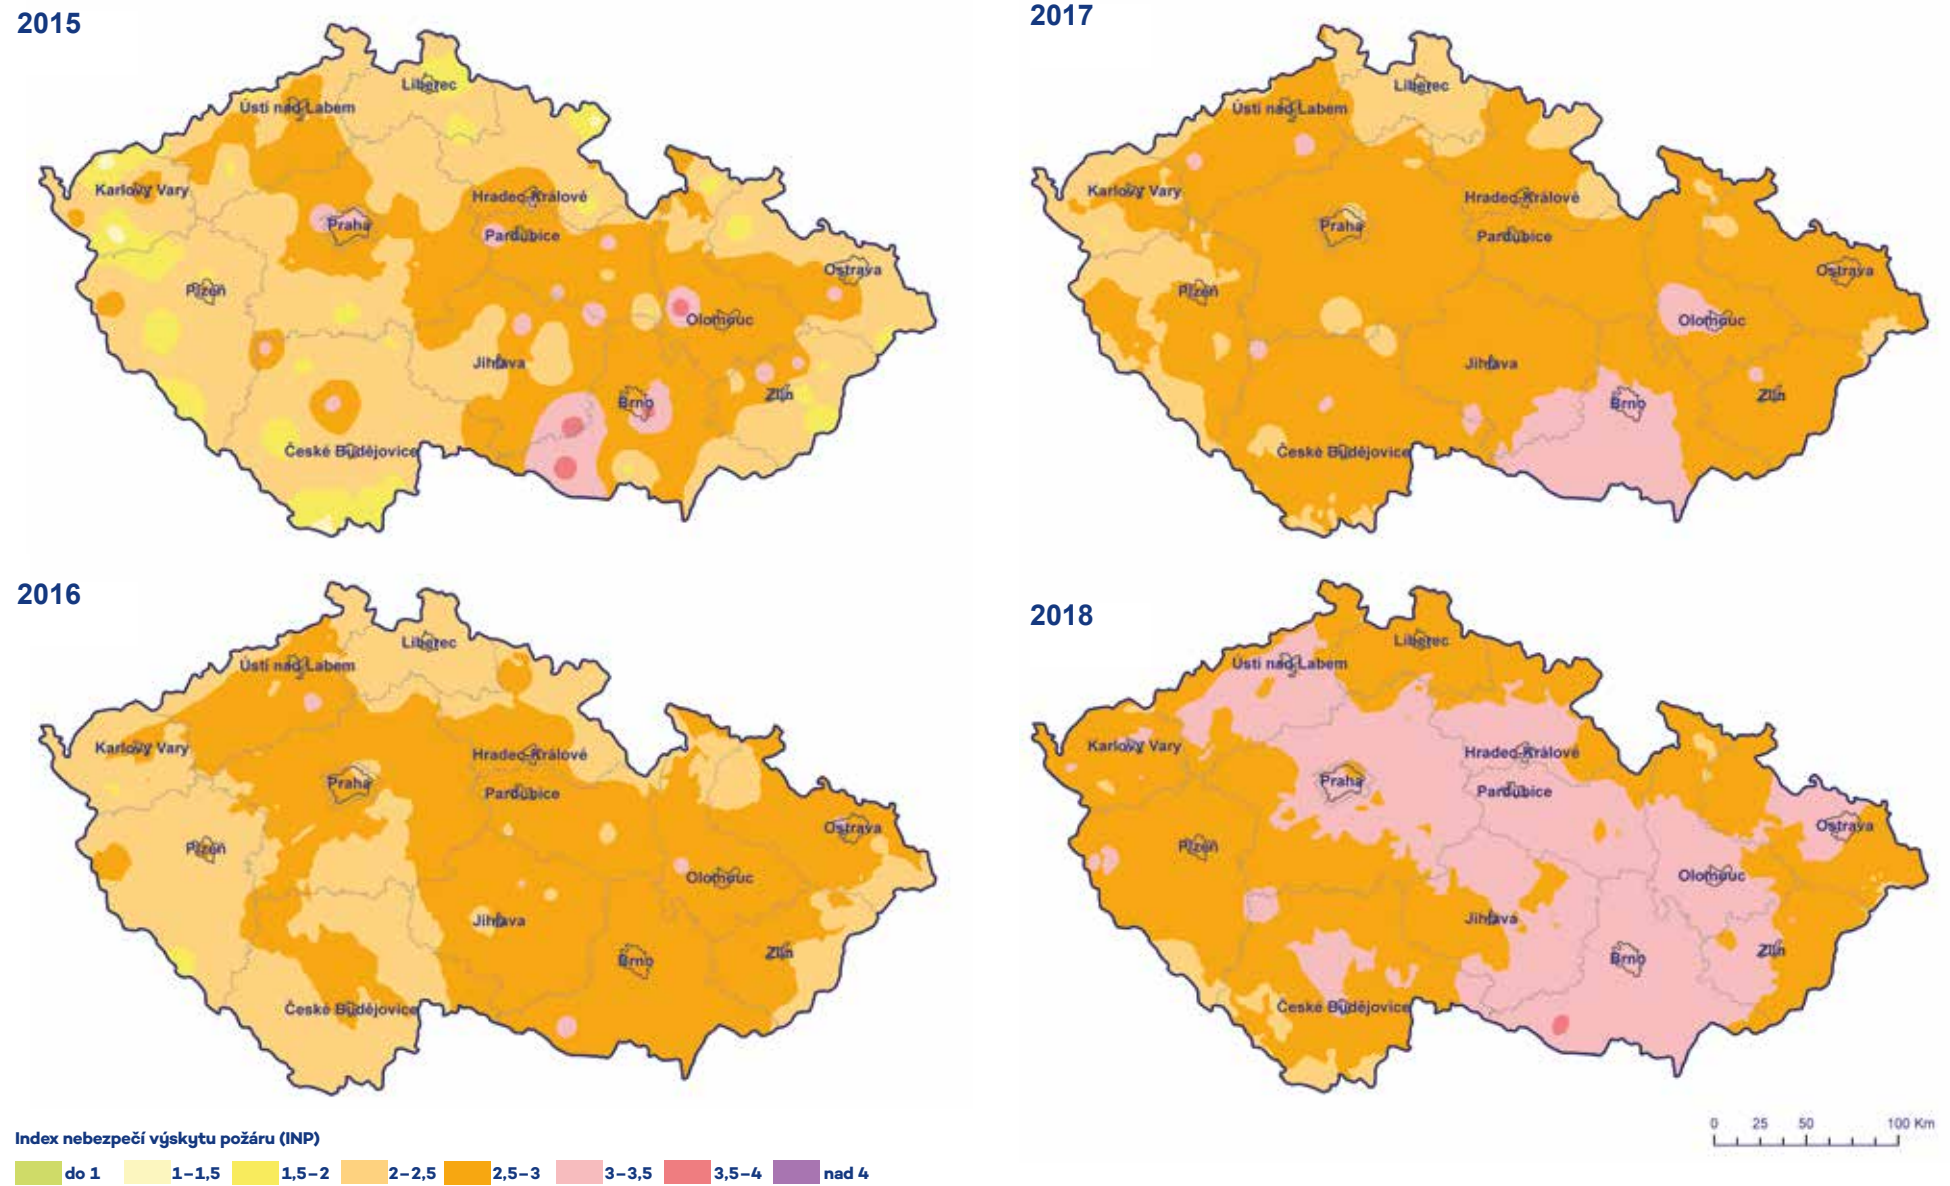 2015
Liberec
Ústí nad Labem
Karlovy Vary
Hradec Králové
Praha
Pardubice
Ostrava
Plzeň
Olomouc
Jihlava
Zlín
Brno
České Budějovice
2017
Liberec
Ústí nad Labem
Karlovy Vary
Hradec Králové
Praha
Pardubice
Ostrava
Plzeň
Olomouc
Jihlava
Zlín
Brno
České Budějovice
2016
Liberec
Ústí nad Labem
Karlovy Vary
Hradec Králové
Praha
Pardubice
Ostrava
Plzeň
Olomouc
Jihlava
Zlín
Brno
České Budějovice
2018
Liberec
Ústí nad Labem
Karlovy Vary
Hradec Králové
Praha
Pardubice
Ostrava
Plzeň
Olomouc
Jihlava
Zlín
Brno
České Budějovice
0 25 50 100 Km
Index nebezpečí výskytu požáru (INP)
do 1 1–1,5 1,5–2 2–2,5 2,5–3 3–3,5 3,5–4 nad 4